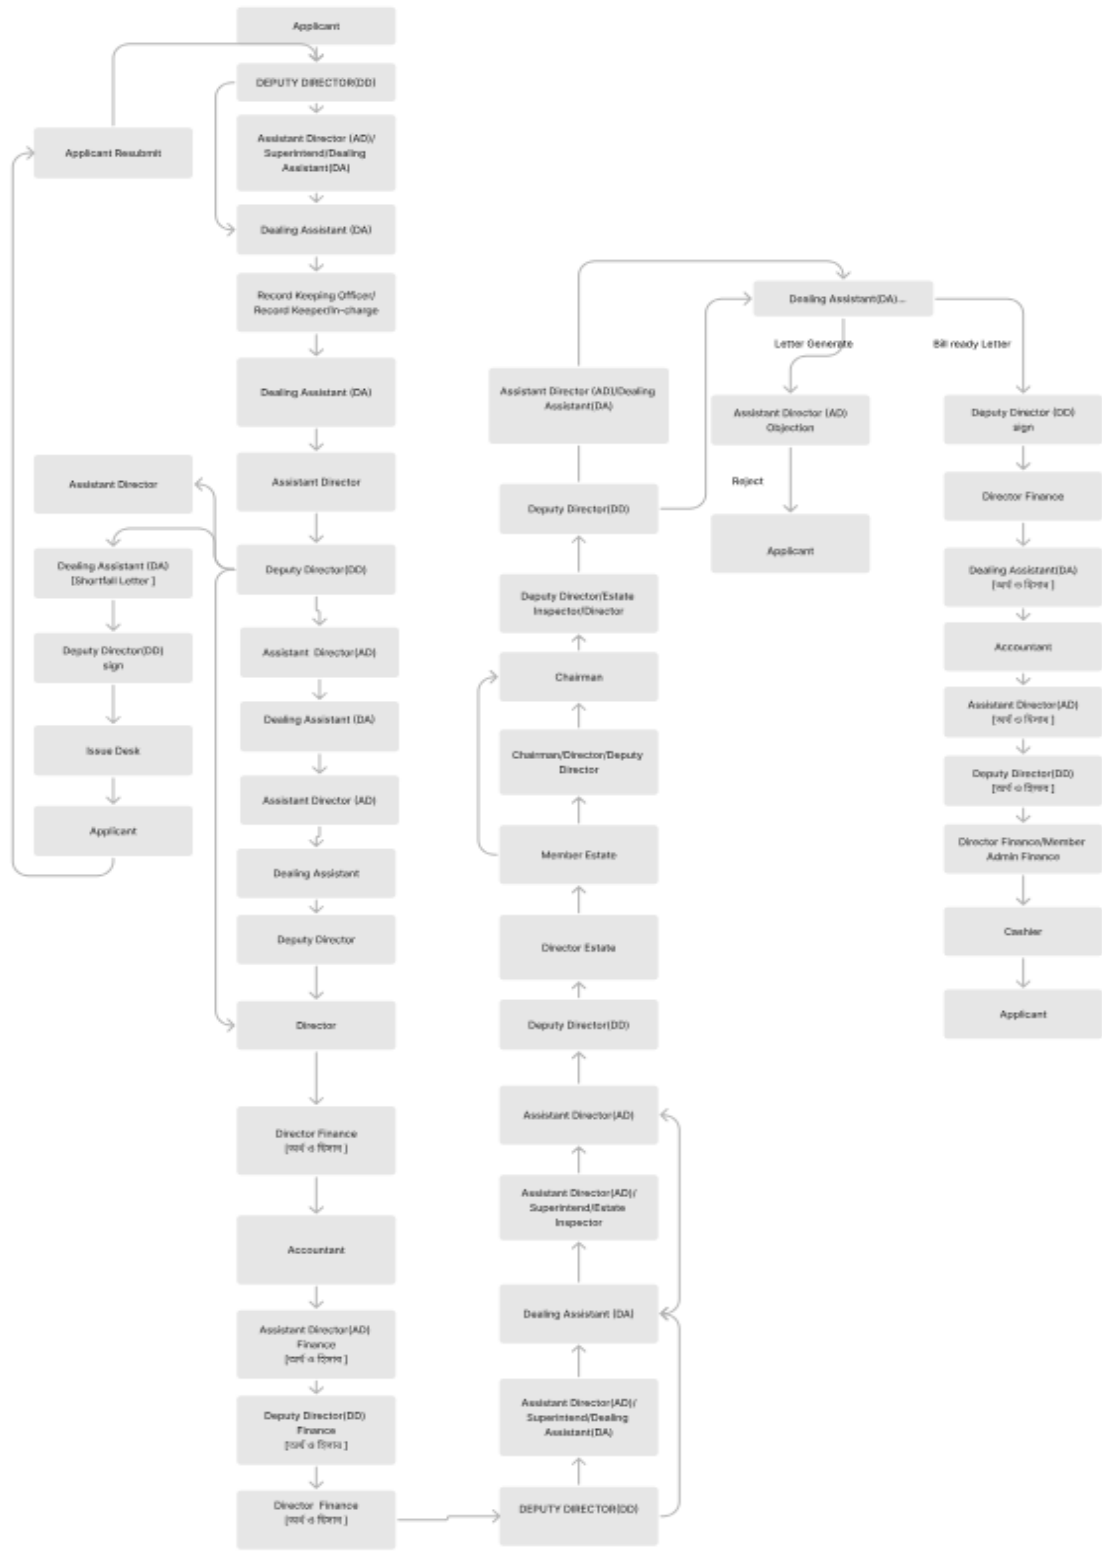 Applicant
DEPUTY DIRECTOR(DD)
Assistant Director (AD)/
Superintend/Dealing
Assistant(DA)
Dealing Assistant (DA)
Record Keeping Officer/
Record Keeper/In-charge
Dealing Assistant (DA)
Assistant Director
Deputy Director(DD)
Assistant Director(AD)
Dealing Assistant (DA)
Assistant Director (AD)
Dealing Assistant
Deputy Director
Director
Director Finance
[অর্থ ও হিসাব ]
Accountant
Assistant Director(AD)
Finance
[অর্থ ও হিসাব ]
Deputy Director(DD)
Finance
[অর্থ ও হিসাব ]
Director Finance
[অর্থ ও হিসাব ]
Applicant Resubmit
Assistant Director
Dealing Assistant (DA)
[Shortfall Letter ]
Deputy Director(DD)
sign
Issue Desk
Applicant
Assistant Director (AD)/Dealing
Assistant(DA)
Deputy Director(DD)
Deputy Director/Estate
Inspector/Director
Chairman
Chairman/Director/Deputy
Director
Member Estate
Director Estate
Deputy Director(DD)
Assistant Director(AD)
Assistant Director(AD)/
Superintend/Estate
Inspector
Dealing Assistant (DA)
Assistant Director(AD)/
Superintend/Dealing
Assistant(DA)
DEPUTY DIRECTOR(DD)
Dealing Assistant(DA)...
Letter Generate
Bill ready Letter
Assistant Director (AD)
Objection
Reject
Applicant
Deputy Director (DD)
sign
Director Finance
Dealing Assistant(DA)
[অর্থ ও হিসাব ]
Accountant
Assistant Director(AD)
[অর্থ ও হিসাব ]
Deputy Director(DD)
[অর্থ ও হিসাব ]
Director Finance/Member
Admin Finance
Cashier
Applicant